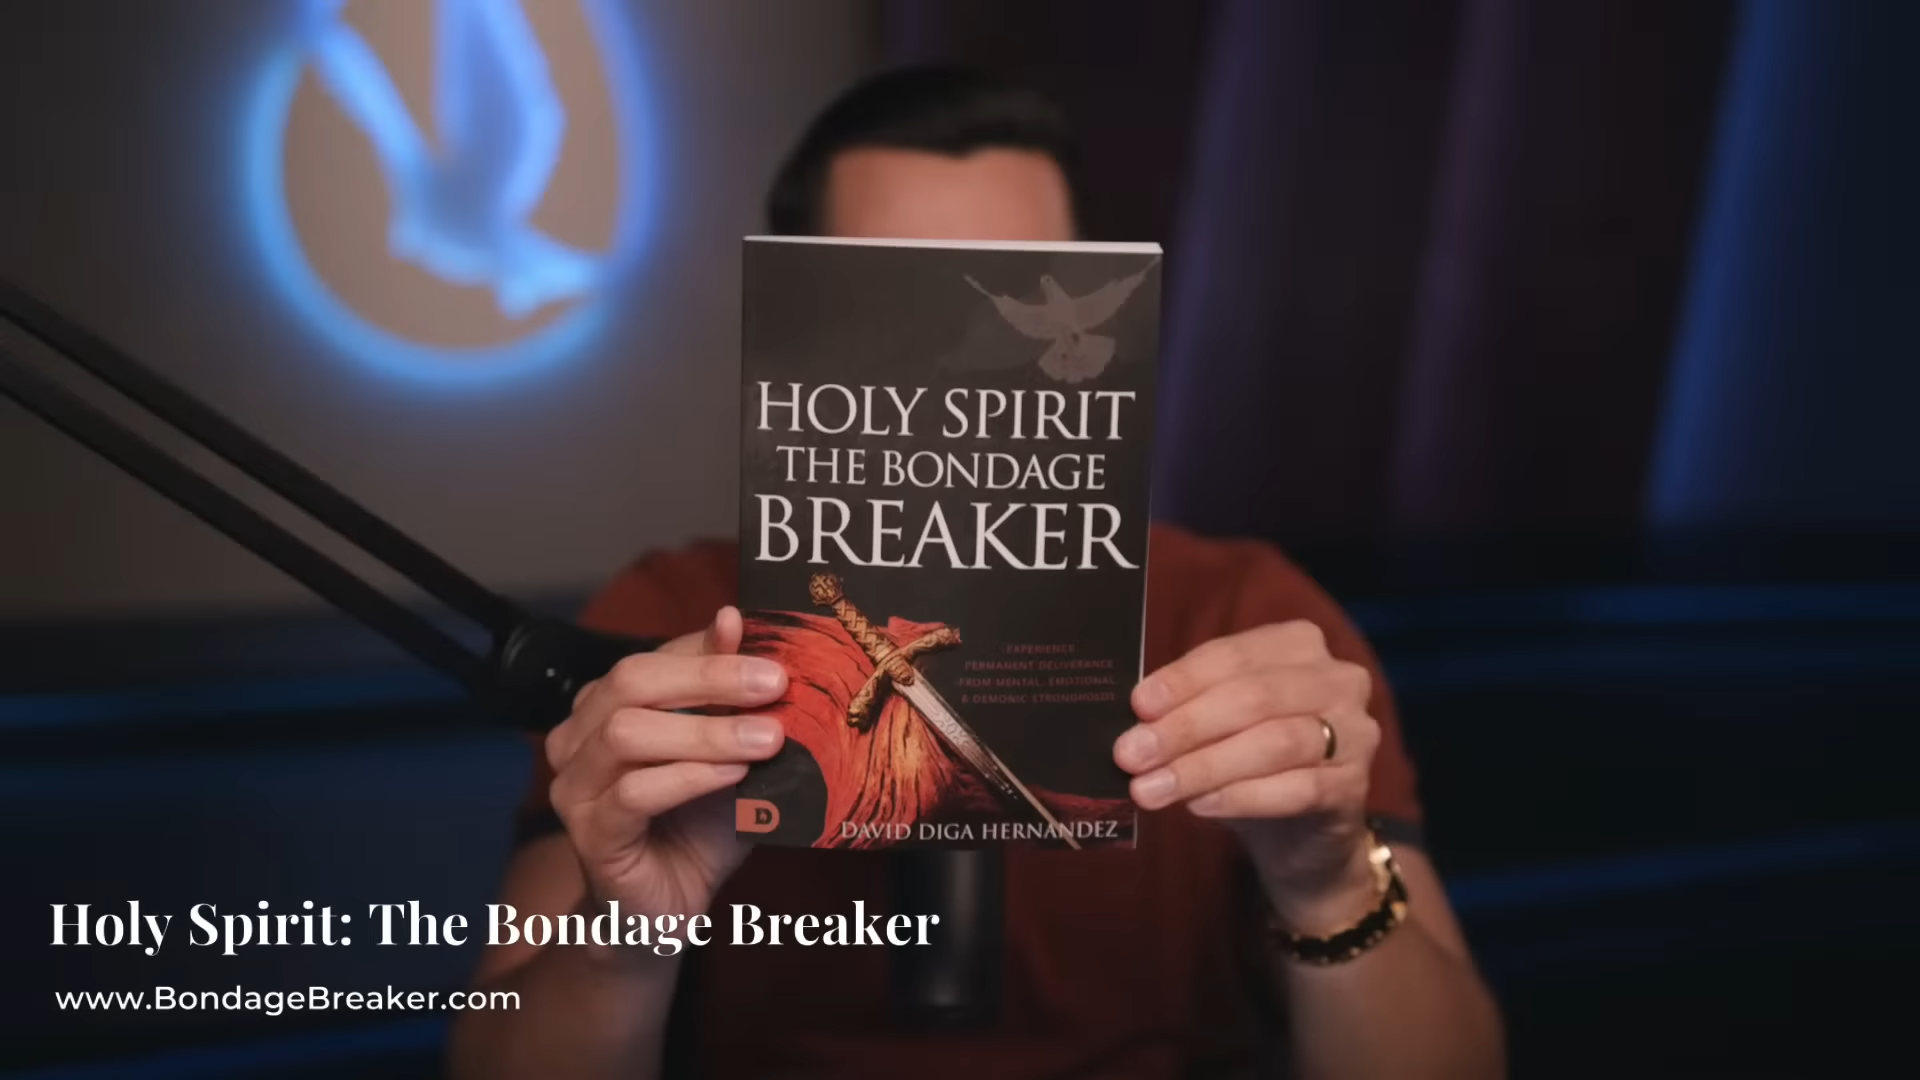 HOLY SPIRIT
THE BONDAGE
BREAKER
EXPERIENCE
PERMANENT DELIVERANCE
FROM MENTAL, EMOTIONAL
& DEMONIC STRONGHOLDS
D
DAVID DIGA HERNANDEZ
Holy Spirit: The Bondage Breaker
www.BondageBreaker.com